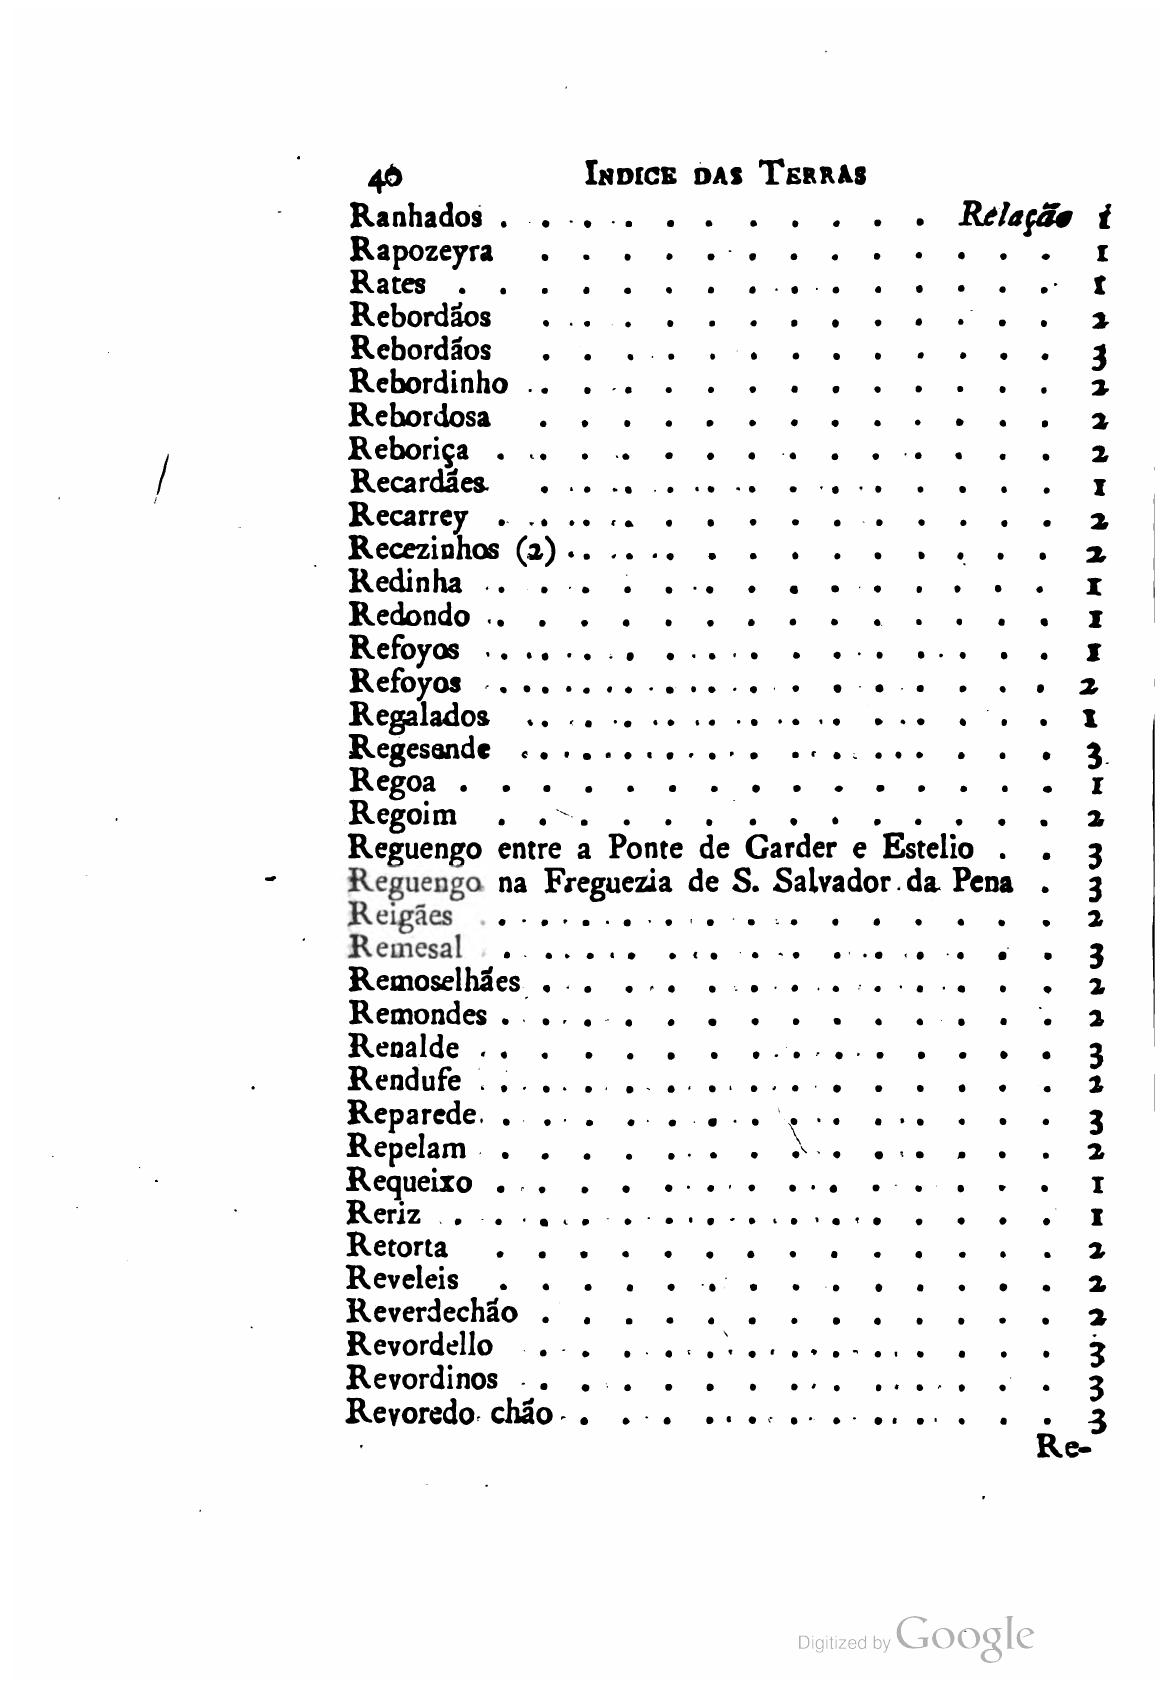 40 INDICE DAS TERRAS
Ranhados . . . . . . . . . . . Relação 1
Rapozeyra . . . . . . . . . . . . . 1
Rates . . . . . . . . . . . . . . . 1
Rebordãos . . . . . . . . . . . . . 2
Rebordãos . . . . . . . . . . . . . 3
Rebordinho . . . . . . . . . . . . . 2
Rebordosa . . . . . . . . . . . . . 2
Reboriça . . . . . . . . . . . . . . 2
Recardães . . . . . . . . . . . . . 1
Recarrey . . . . . . . . . . . . . . 2
Recezinhos (2) . . . . . . . . . . . . 2
Redinha . . . . . . . . . . . . . . 1
Redondo . . . . . . . . . . . . . . 1
Refoyos . . . . . . . . . . . . . . 1
Refoyos . . . . . . . . . . . . . . 2
Regalados . . . . . . . . . . . . . 1
Regesende . . . . . . . . . . . . . 3
Regoa . . . . . . . . . . . . . . . 1
Regoim . . . . . . . . . . . . . . 2
Reguengo entre a Ponte de Garder e Estelio . . 3
Reguengo na Freguezia de S. Salvador da Pena . 3
Reigães . . . . . . . . . . . . . . 2
Remesal . . . . . . . . . . . . . . 3
Remoselhães . . . . . . . . . . . . . 2
Remondes . . . . . . . . . . . . . . 2
Renalde . . . . . . . . . . . . . . 3
Rendufe . . . . . . . . . . . . . . 2
Reparede . . . . . . . . . . . . . . 3
Repelam . . . . . . . . . . . . . . 2
Requeixo . . . . . . . . . . . . . . 1
Reriz . . . . . . . . . . . . . . . 1
Retorta . . . . . . . . . . . . . . 2
Reveleis . . . . . . . . . . . . . . 2
Reverdechão . . . . . . . . . . . . . 2
Revordello . . . . . . . . . . . . . 3
Revordinos . . . . . . . . . . . . . 3
Revoredo chão . . . . . . . . . . . . 3
Re-
Digitized by Google